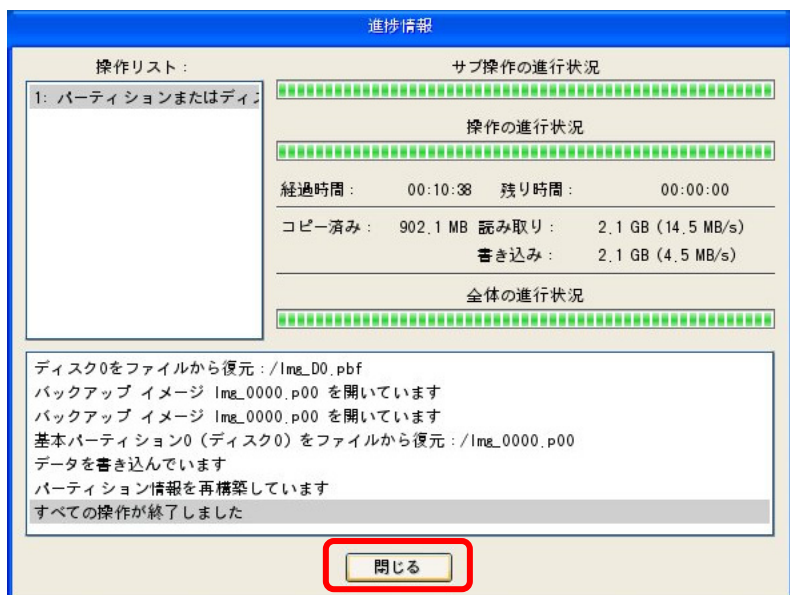 進捗情報
操作リスト：
1: パーティションまたはディス
サブ操作の進行状況
操作の進行状況
経過時間： 00:10:38 残り時間： 00:00:00
コピー済み： 902.1 MB 読み取り： 2.1 GB (14.5 MB/s)
書き込み： 2.1 GB (4.5 MB/s)
全体の進行状況
ディスク0をファイルから復元：/Img_D0.pbf
バックアップ イメージ Img_0000.p00 を開いています
バックアップ イメージ Img_0000.p00 を開いています
基本パーティション0（ディスク0）をファイルから復元：/Img_0000.p00
データを書き込んでいます
パーティション情報を再構築しています
すべての操作が終了しました
閉じる